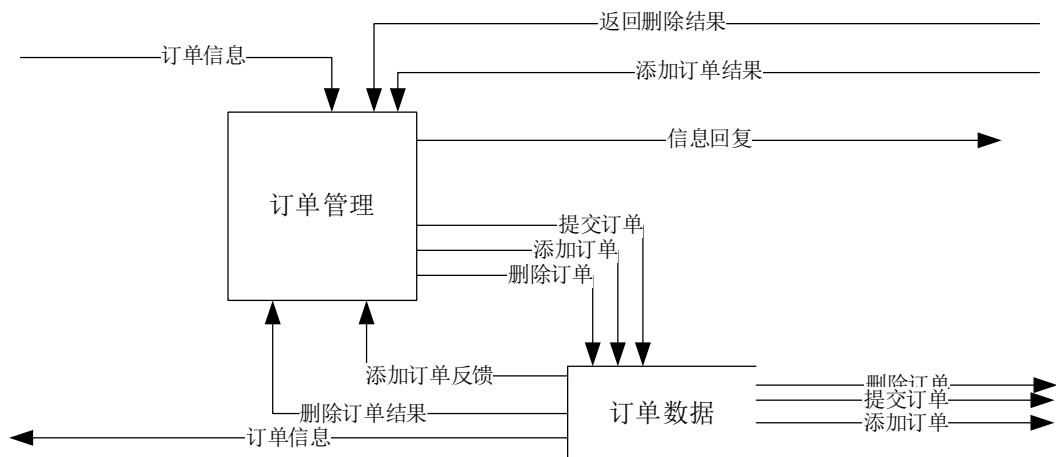 返回删除结果
订单信息
添加订单结果
信息回复
订单管理
提交订单
添加订单
删除订单
添加订单反馈
删除订单
提交订单
删除订单结果
订单数据
添加订单
订单信息